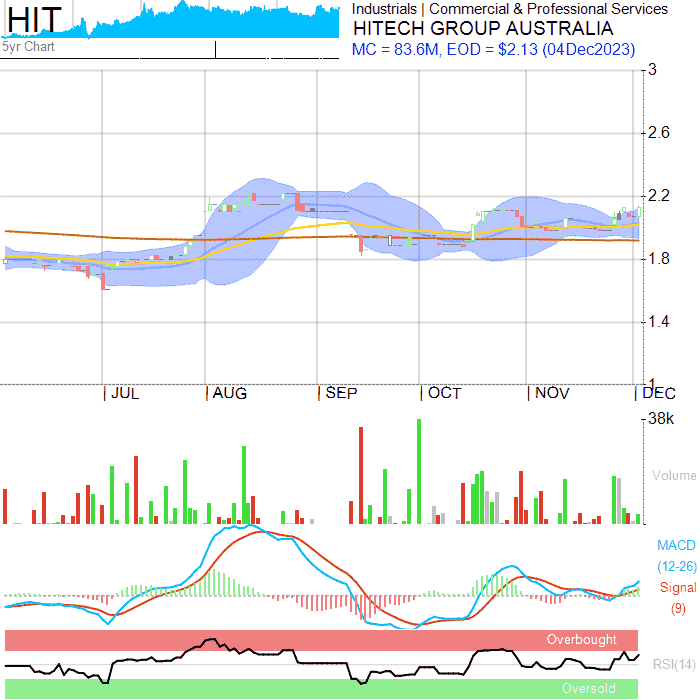 HIT
Industrials | Commercial & Professional Services
5yr Chart
HITECH GROUP AUSTRALIA
MC = 83.6M, EOD = $2.13 (04Dec2023)
3
2.6
2.2
1.8
1.4
1
JUL AUG SEP OCT NOV DEC
38k
Volume
MACD
(12-26)
Signal
(9)
Overbought
RSI(14)
Oversold